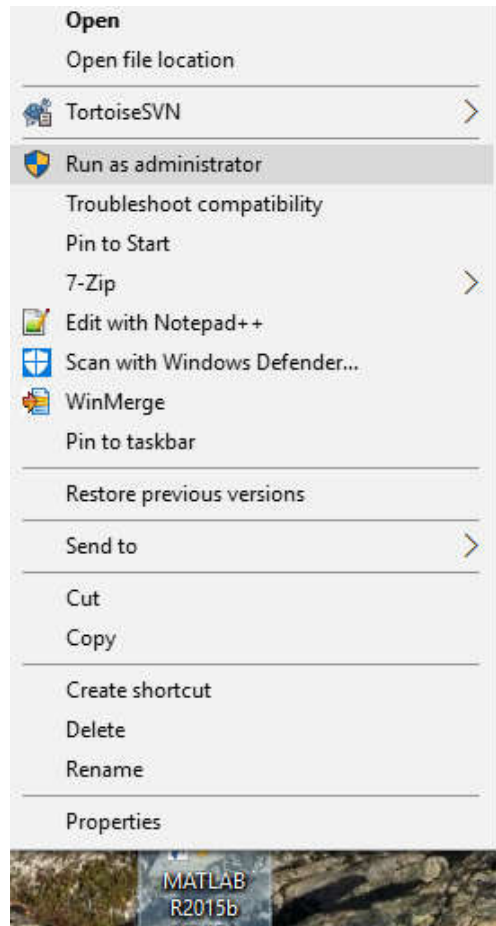 Open
Open file location
TortoiseSVN
Run as administrator
Troubleshoot compatibility
Pin to Start
7-Zip
Edit with Notepad++
Scan with Windows Defender...
WinMerge
Pin to taskbar
Restore previous versions
Send to
Cut
Copy
Create shortcut
Delete
Rename
Properties
MATLAB
R2015b